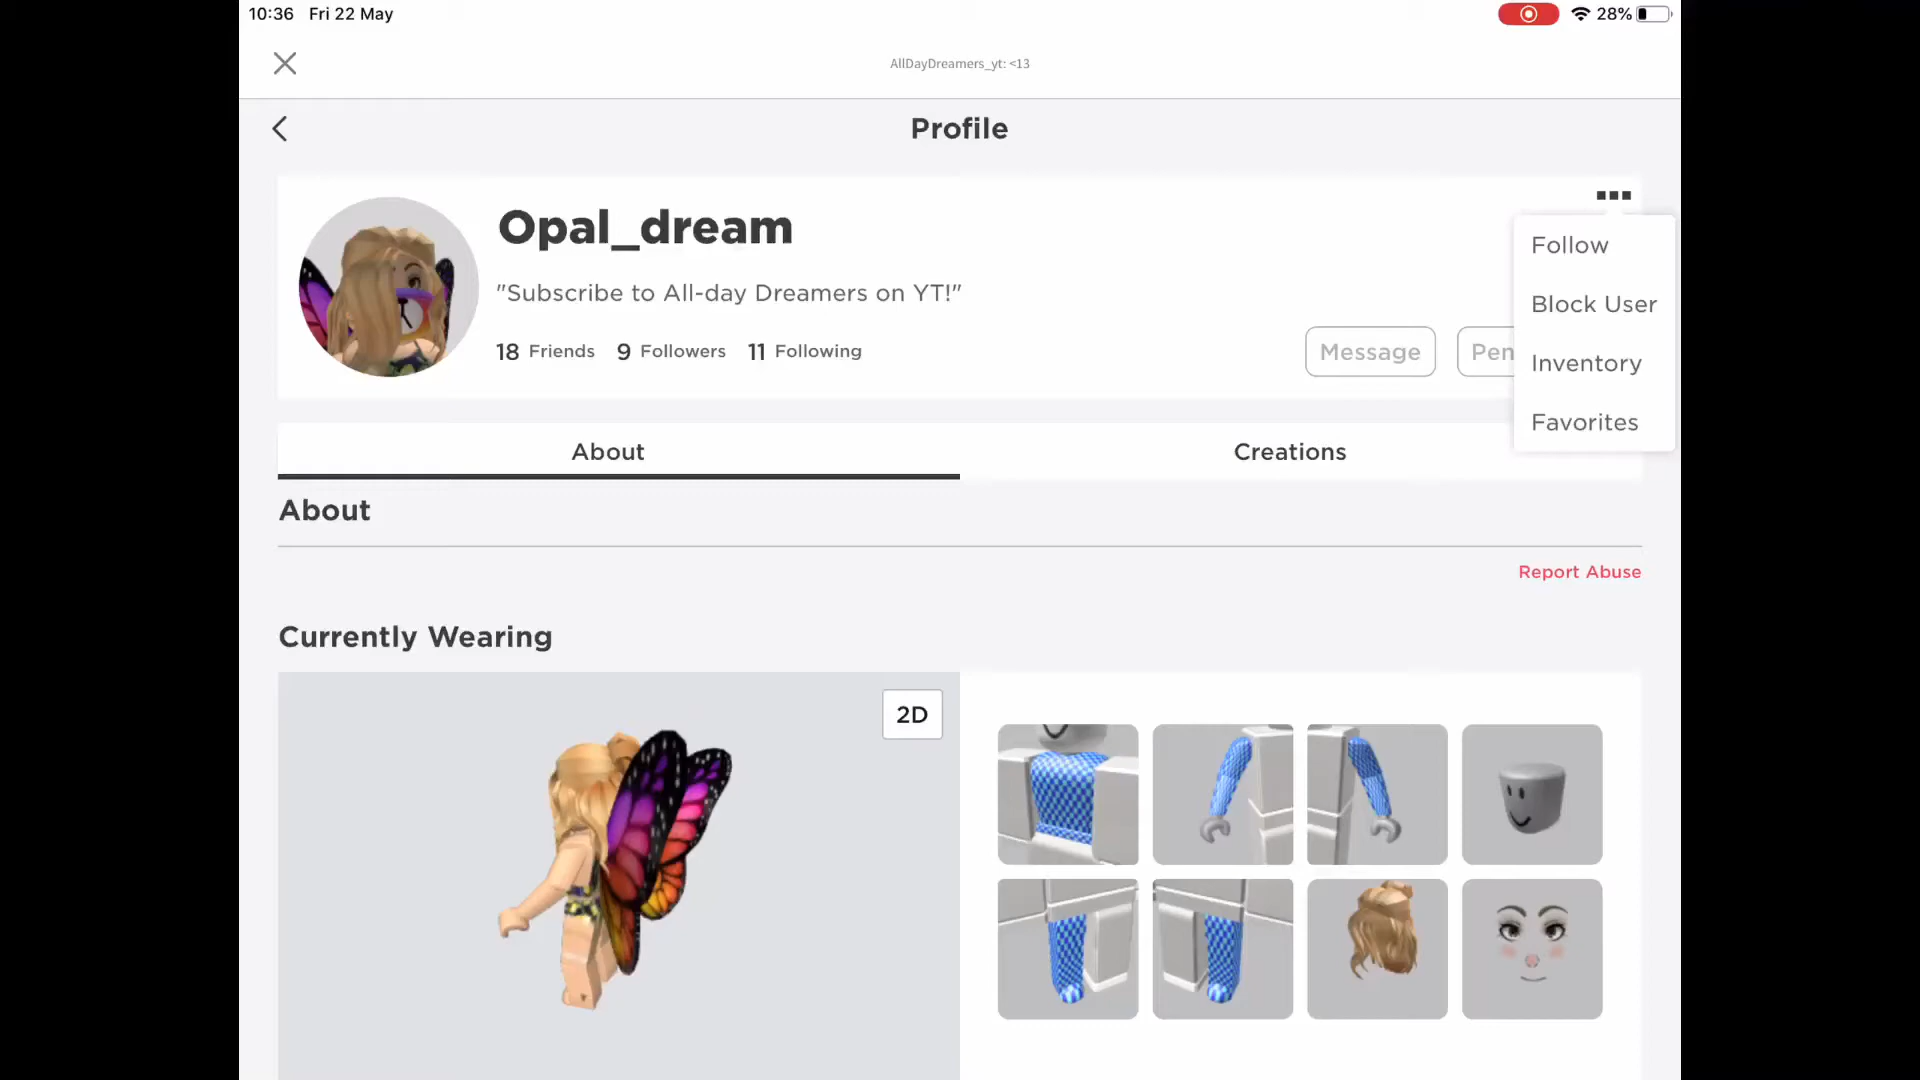 10:36 Fri 22 May
28%
AllDayDreamers_yt: <13
Profile
Opal_dream
"Subscribe to All-day Dreamers on YT!"
18 Friends 9 Followers 11 Following
Message
Pen
Follow
Block User
Inventory
Favorites
About
Creations
About
Report Abuse
Currently Wearing
2D